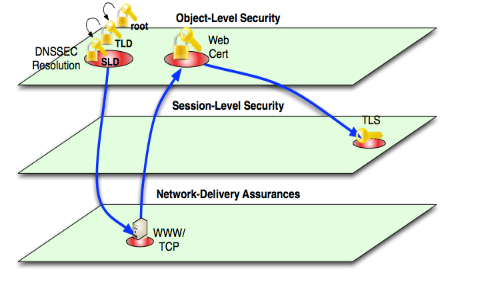 Object-Level Security
root
TLD
DNSSEC
Resolution
SLD
Web
Cert
Session-Level Security
TLS
Network-Delivery Assurances
WWW/
TCP